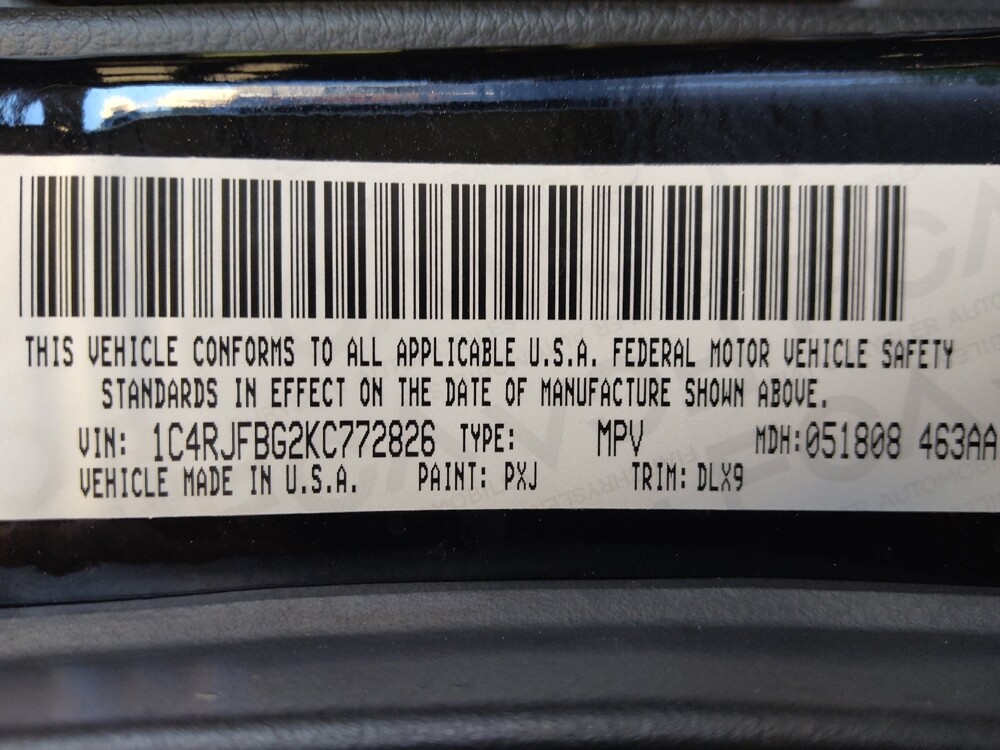 THIS VEHICLE CONFORMS TO ALL APPLICABLE U.S.A. FEDERAL MOTOR VEHICLE SAFETY
STANDARDS IN EFFECT ON THE DATE OF MANUFACTURE SHOWN ABOVE.
VIN: 1C4RJFBG2KC772826 TYPE: MPV MDH:051808 463AA
VEHICLE MADE IN U.S.A. PAINT: PXJ TRIM: DLX9